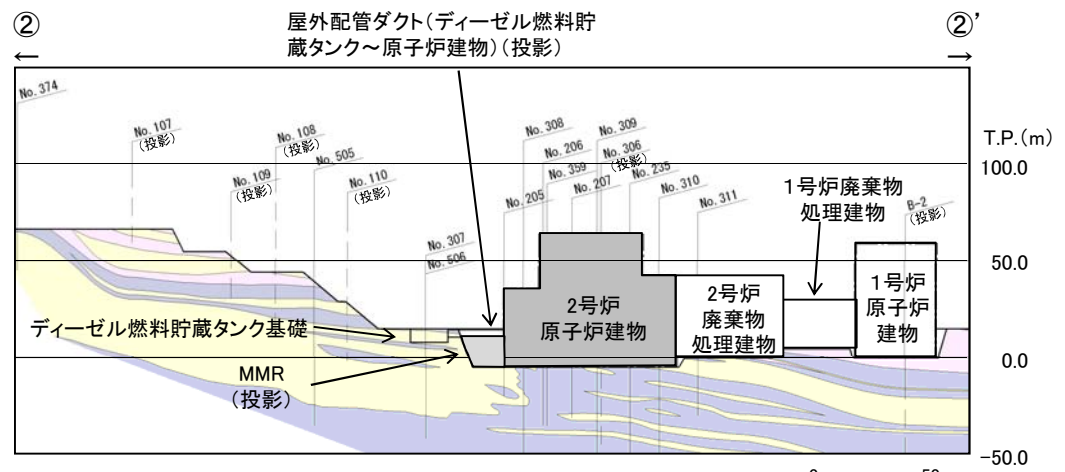 ②
②'
←
→
屋外配管ダクト(ディーゼル燃料貯
蔵タンク～原子炉建物)(投影)
T.P.(m)
100.0
50.0
0.0
-50.0
No. 374
No. 107
(投影)
No. 108
(投影)
No. 109
(投影)
No. 505
No. 110
(投影)
No. 307
No. 506
No. 308
No. 206
No. 359
No. 205
No. 207
No. 309
No. 306
(投影)
No. 235
No. 310
No. 311
B-2
(投影)
1号炉廃棄物
処理建物
2号炉
原子炉建物
2号炉
廃棄物
処理建物
1号炉
原子炉
建物
ディーゼル燃料貯蔵タンク基礎
MMR
(投影)